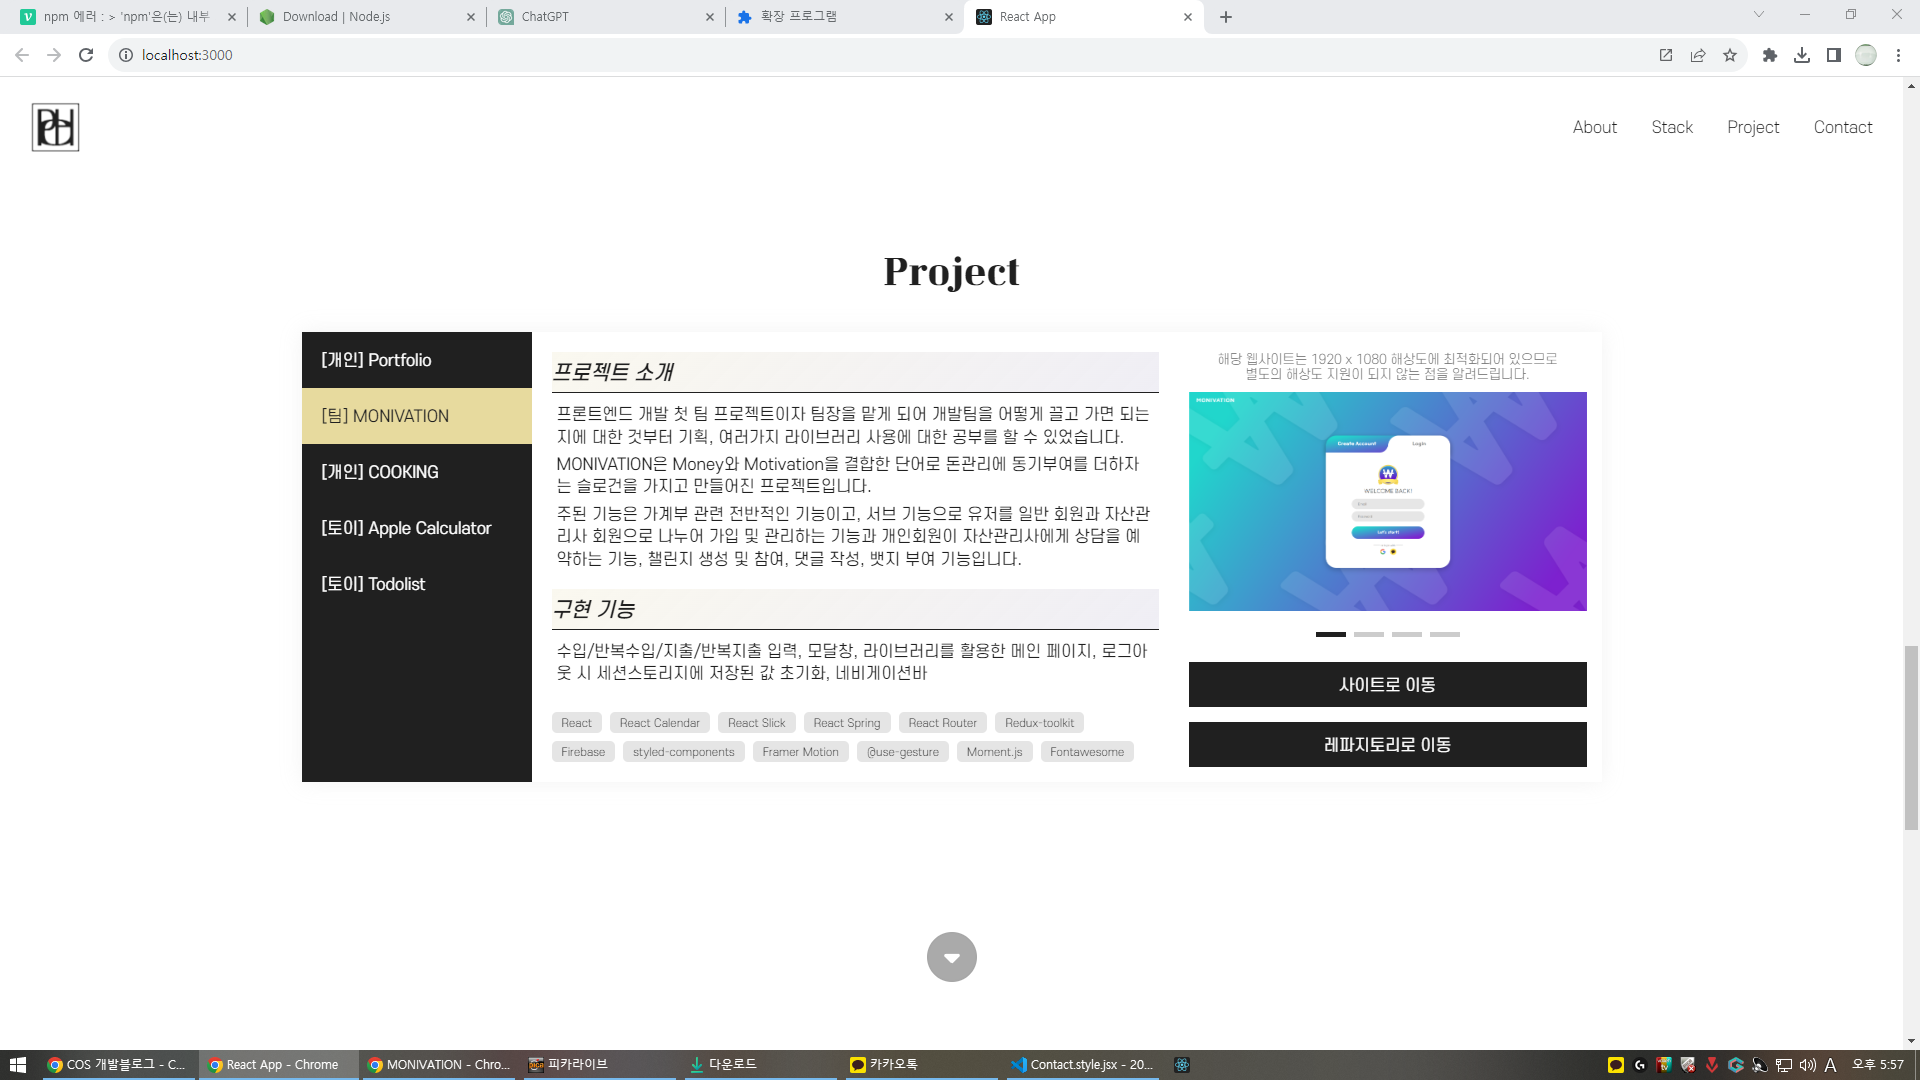 npm 에러 : > 'npm'은(는) 내부
Download | Node.js
ChatGPT
확장 프로그램
React App
localhost:3000
About
Stack
Project
Contact
Project
[개인] Portfolio
[팀] MONIVATION
[개인] COOKING
[토이] Apple Calculator
[토이] Todolist
프로젝트 소개
프론트엔드 개발 첫 팀 프로젝트이자 팀장을 맡게 되어 개발팀을 어떻게 끌고 가면 되는
지에 대한 것부터 기획, 여러가지 라이브러리 사용에 대한 공부를 할 수 있었습니다.
MONIVATION은 Money와 Motivation을 결합한 단어로 돈관리에 동기부여를 더하자
는 슬로건을 가지고 만들어진 프로젝트입니다.
주된 기능은 가계부 관련 전반적인 기능이고, 서브 기능으로 유저를 일반 회원과 자산관
리사 회원으로 나누어 가입 및 관리하는 기능과 개인회원이 자산관리사에게 상담을 예
약하는 기능, 챌린지 생성 및 참여, 댓글 작성, 뱃지 부여 기능입니다.
구현 기능
수입/반복수입/지출/반복지출 입력, 모달창, 라이브러리를 활용한 메인 페이지, 로그아
웃 시 세션스토리지에 저장된 값 초기화, 네비게이션바
React
React Calendar
React Slick
React Spring
React Router
Redux-toolkit
Firebase
styled-components
Framer Motion
@use-gesture
Moment.js
Fontawesome
해당 웹사이트는 1920 x 1080 해상도에 최적화되어 있으므로
별도의 해상도 지원이 되지 않는 점을 알려드립니다.
MONIVATION
Create Account
Login
WELCOME BACK!
Let's start!
사이트로 이동
레파지토리로 이동
COS 개발블로그 - C...
React App - Chrome
MONIVATION - Chro...
피카라이브
다운로드
카카오톡
Contact.style.jsx - 20...
A
오후 5:57